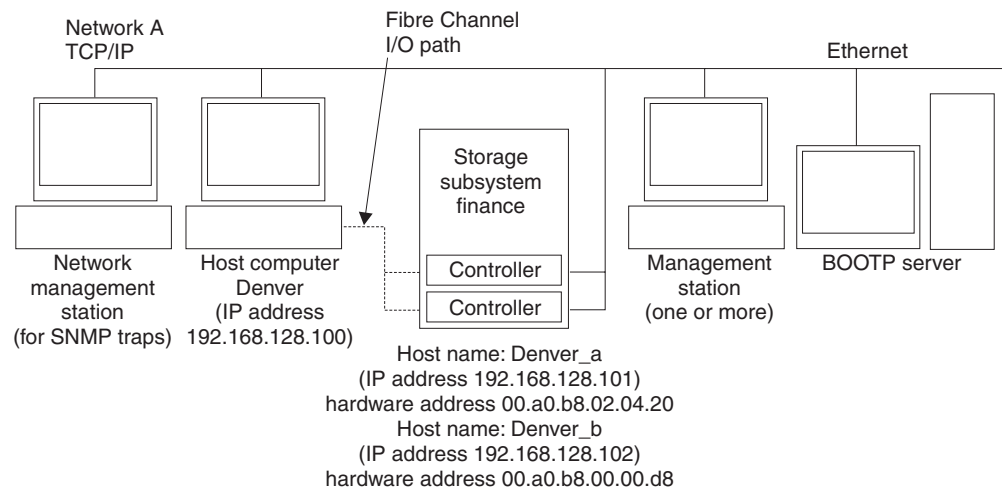 Network A
TCP/IP
Fibre Channel
I/O path
Ethernet
Storage
subsystem
finance
Controller
Controller
Network
management
station
(for SNMP traps)
Host computer
Denver
(IP address
192.168.128.100)
Management
station
(one or more)
BOOTP server
Host name: Denver_a
(IP address 192.168.128.101)
hardware address 00.a0.b8.02.04.20
Host name: Denver_b
(IP address 192.168.128.102)
hardware address 00.a0.b8.00.00.d8